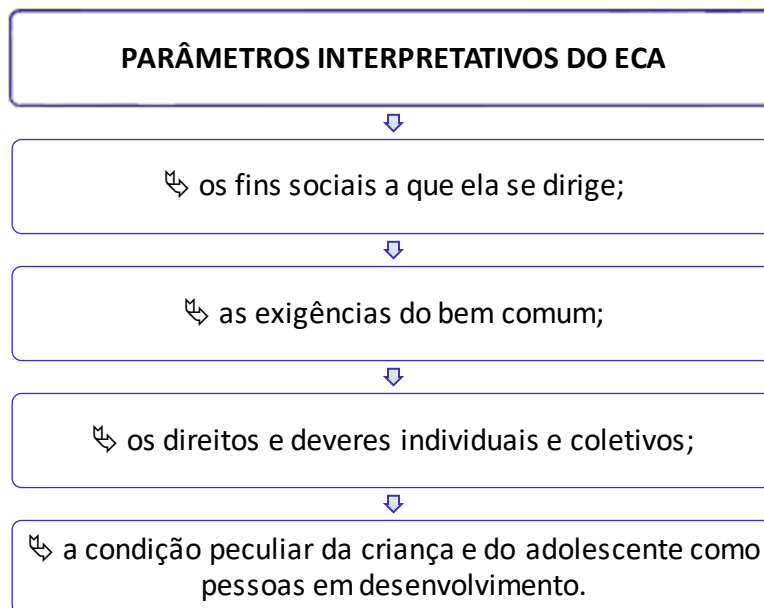 PARÂMETROS INTERPRETATIVOS DO ECA
os fins sociais a que ela se dirige;
as exigências do bem comum;
os direitos e deveres individuais e coletivos;
a condição peculiar da criança e do adolescente como
pessoas em desenvolvimento.